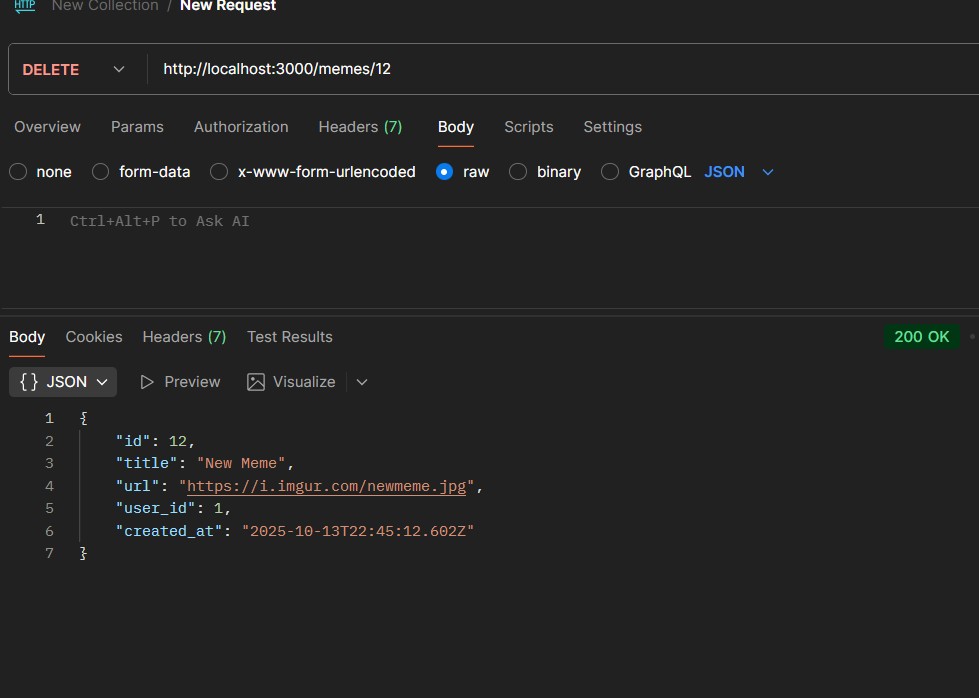 HTTP New Collection / New Request
DELETE http://localhost:3000/memes/12
Overview Params Authorization Headers (7) Body Scripts Settings
none form-data x-www-form-urlencoded raw binary GraphQL JSON
1 Ctrl+Alt+P to Ask AI
Body Cookies Headers (7) Test Results 200 OK
{} JSON Preview Visualize
1 {
2 "id": 12,
3 "title": "New Meme",
4 "url": "https://i.imgur.com/newmeme.jpg",
5 "user_id": 1,
6 "created_at": "2025-10-13T22:45:12.602Z"
7 }